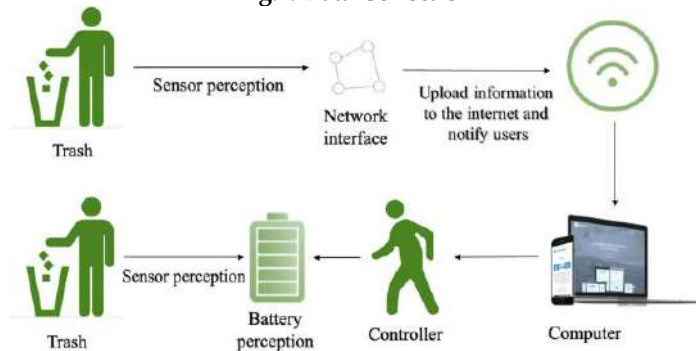 Sensor perception
Trash
Network
interface
Upload information
to the internet and
notify users
Sensor perception
Trash
Battery
perception
Controller
Computer